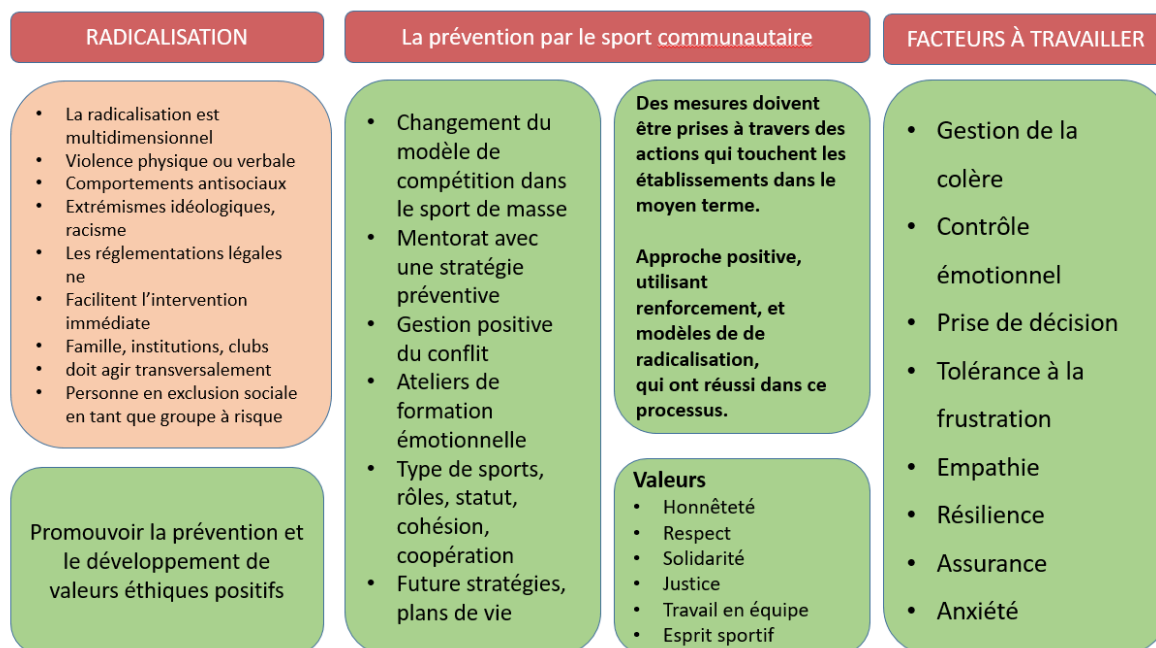 RADICALISATION
• La radicalisation est
multidimensionnel
• Violence physique ou verbale
• Comportements antisociaux
• Extrémismes idéologiques,
racisme
• Les réglementations légales
ne
• Facilitent l’intervention
immédiate
• Famille, institutions, clubs
• doit agir transversalement
• Personne en exclusion sociale
en tant que groupe à risque
Promouvoir la prévention et
le développement de
valeurs éthiques positifs
La prévention par le sport communautaire
• Changement du
modèle de
compétition dans
le sport de masse
• Mentorat avec
une stratégie
préventive
• Gestion positive
du conflit
• Ateliers de
formation
émotionnelle
• Type de sports,
rôles, statut,
cohésion,
coopération
• Future stratégies,
plans de vie
Des mesures doivent
être prises à travers des
actions qui touchent les
établissements dans le
moyen terme.
Approche positive,
utilisant
renforcement, et
modèles de de
radicalisation,
qui ont réussi dans ce
processus.
Valeurs
• Honnêteté
• Respect
• Solidarité
• Justice
• Travail en équipe
• Esprit sportif
FACTEURS À TRAVAILLER
• Gestion de la
colère
• Contrôle
émotionnel
• Prise de décision
• Tolérance à la
frustration
• Empathie
• Résilience
• Assurance
• Anxiété